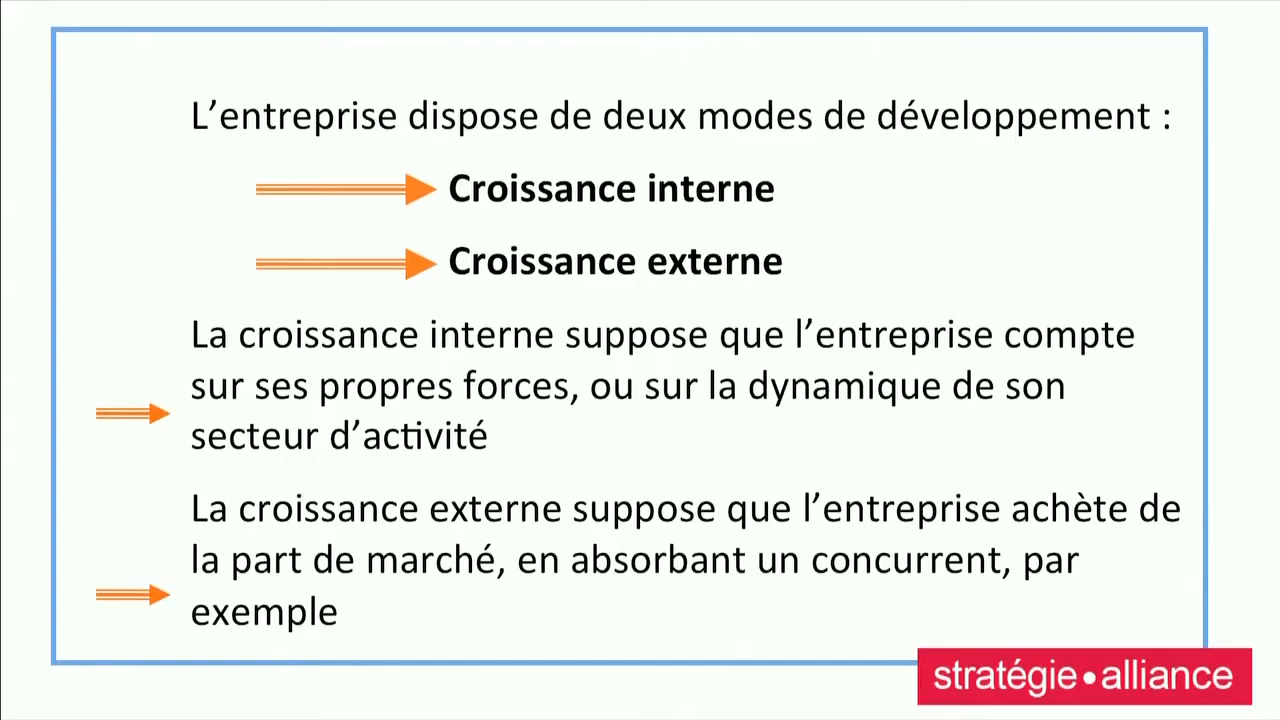 L’entreprise dispose de deux modes de développement :
Croissance interne
Croissance externe
La croissance interne suppose que l’entreprise compte
sur ses propres forces, ou sur la dynamique de son
secteur d’activité
La croissance externe suppose que l’entreprise achète de
la part de marché, en absorbant un concurrent, par
exemple
stratégie•alliance